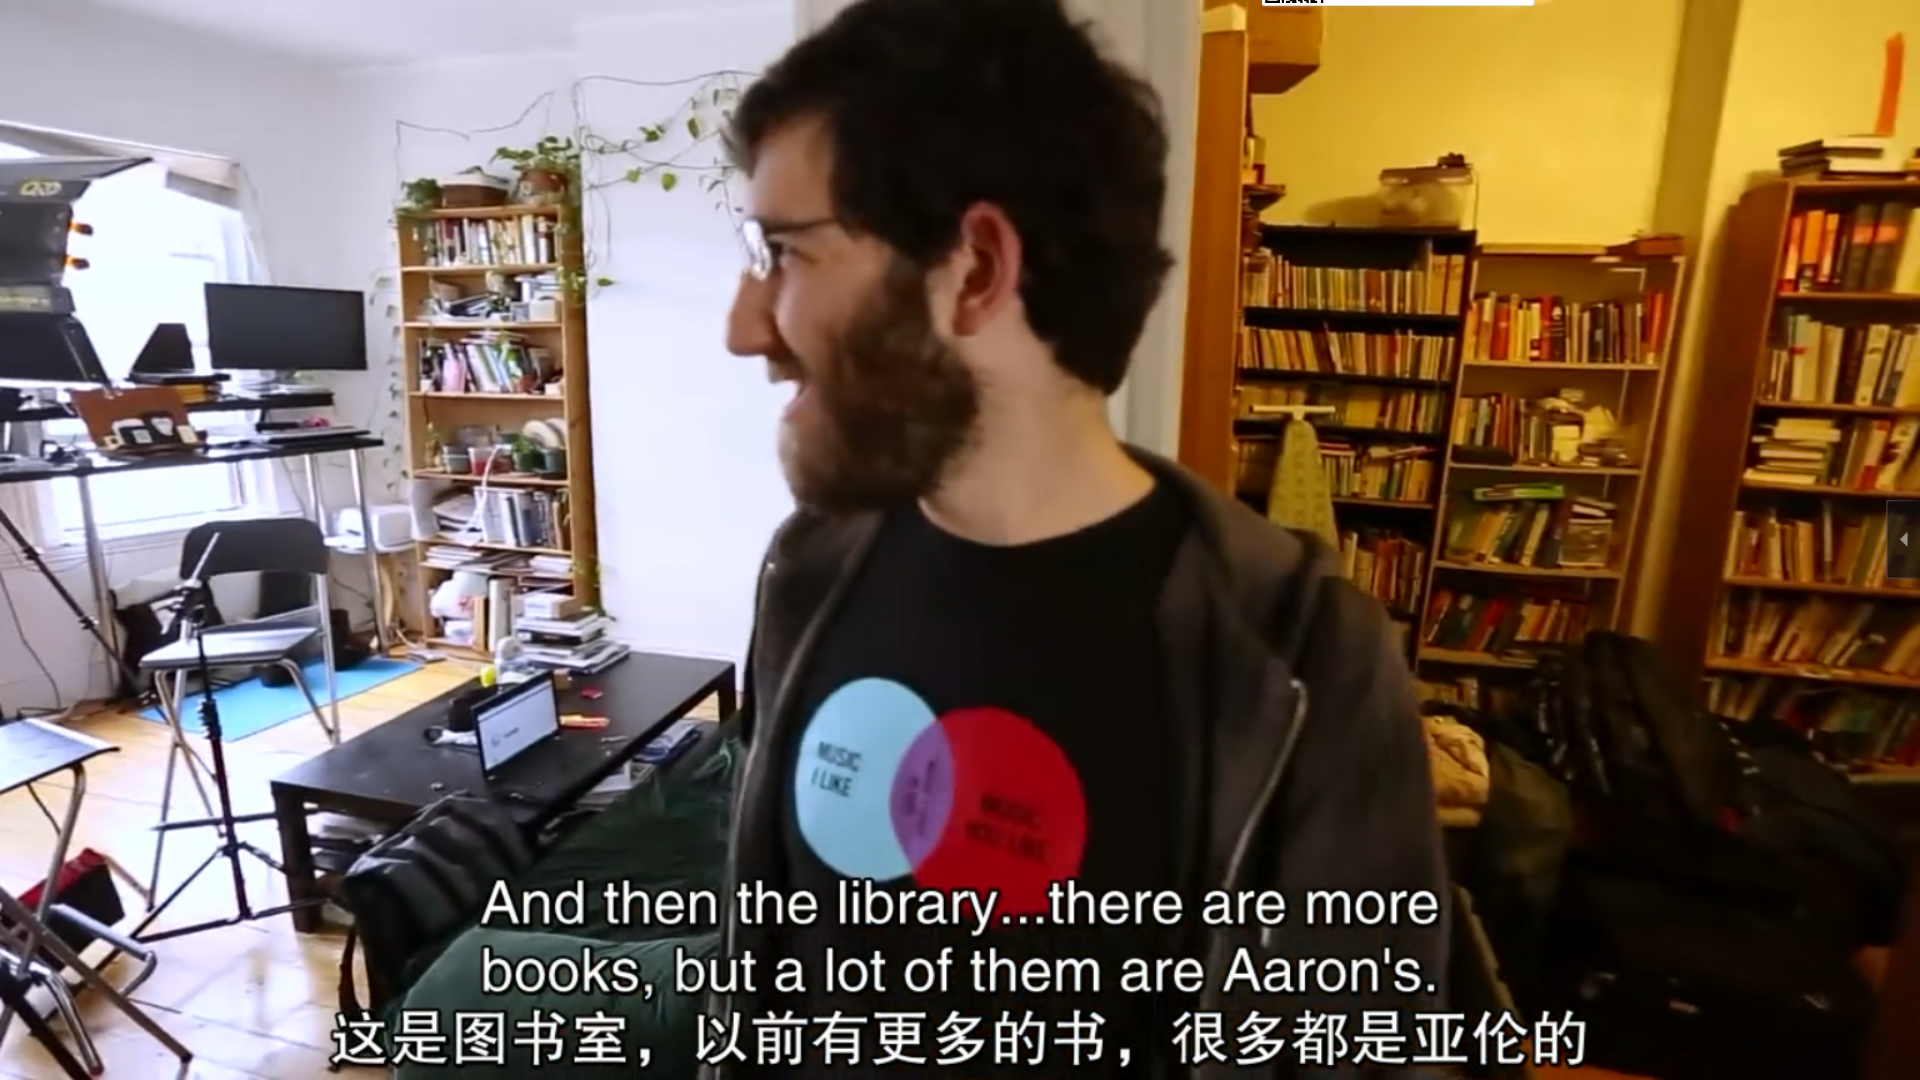 MUSIC
I LIKE
MUSIC
YOU LIKE
And then the library...there are more
books, but a lot of them are Aaron's.
这是图书室，以前有更多的书，很多都是亚伦的